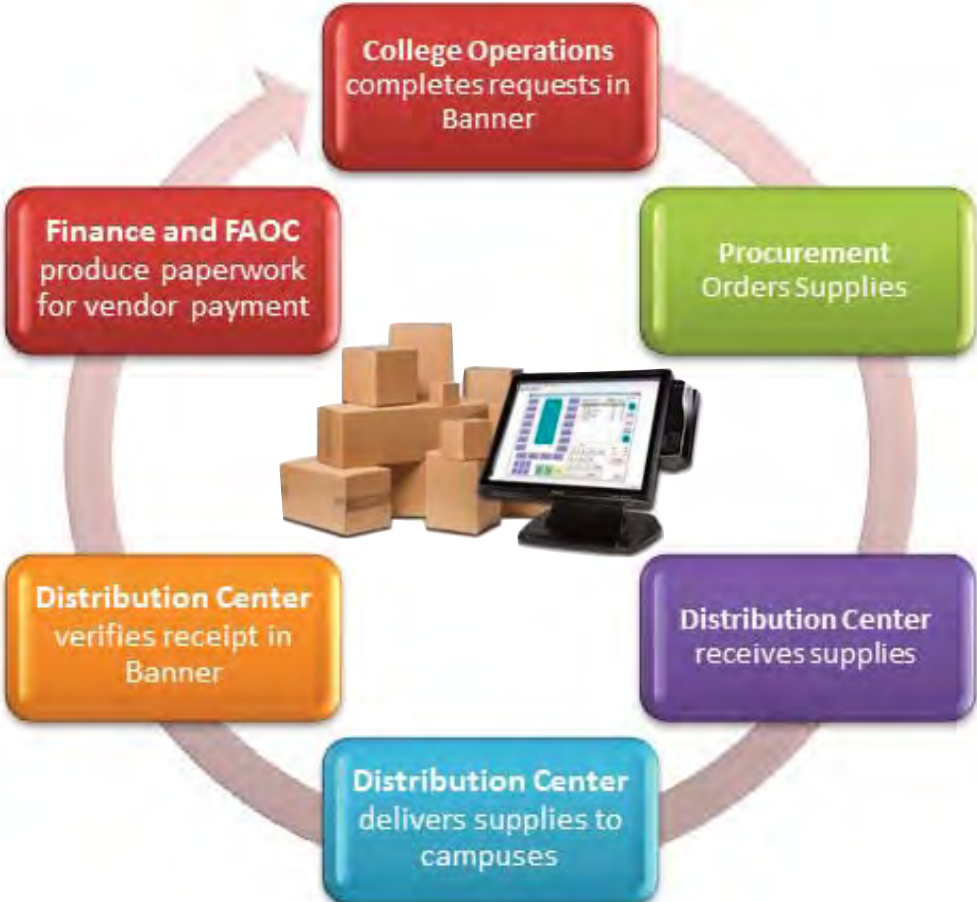 College Operations
completes requests in
Banner
Procurement
Orders Supplies
Distribution Center
receives supplies
Distribution Center
delivers supplies to
campuses
Distribution Center
verifies receipt in
Banner
Finance and FAOC
produce paperwork
for vendor payment